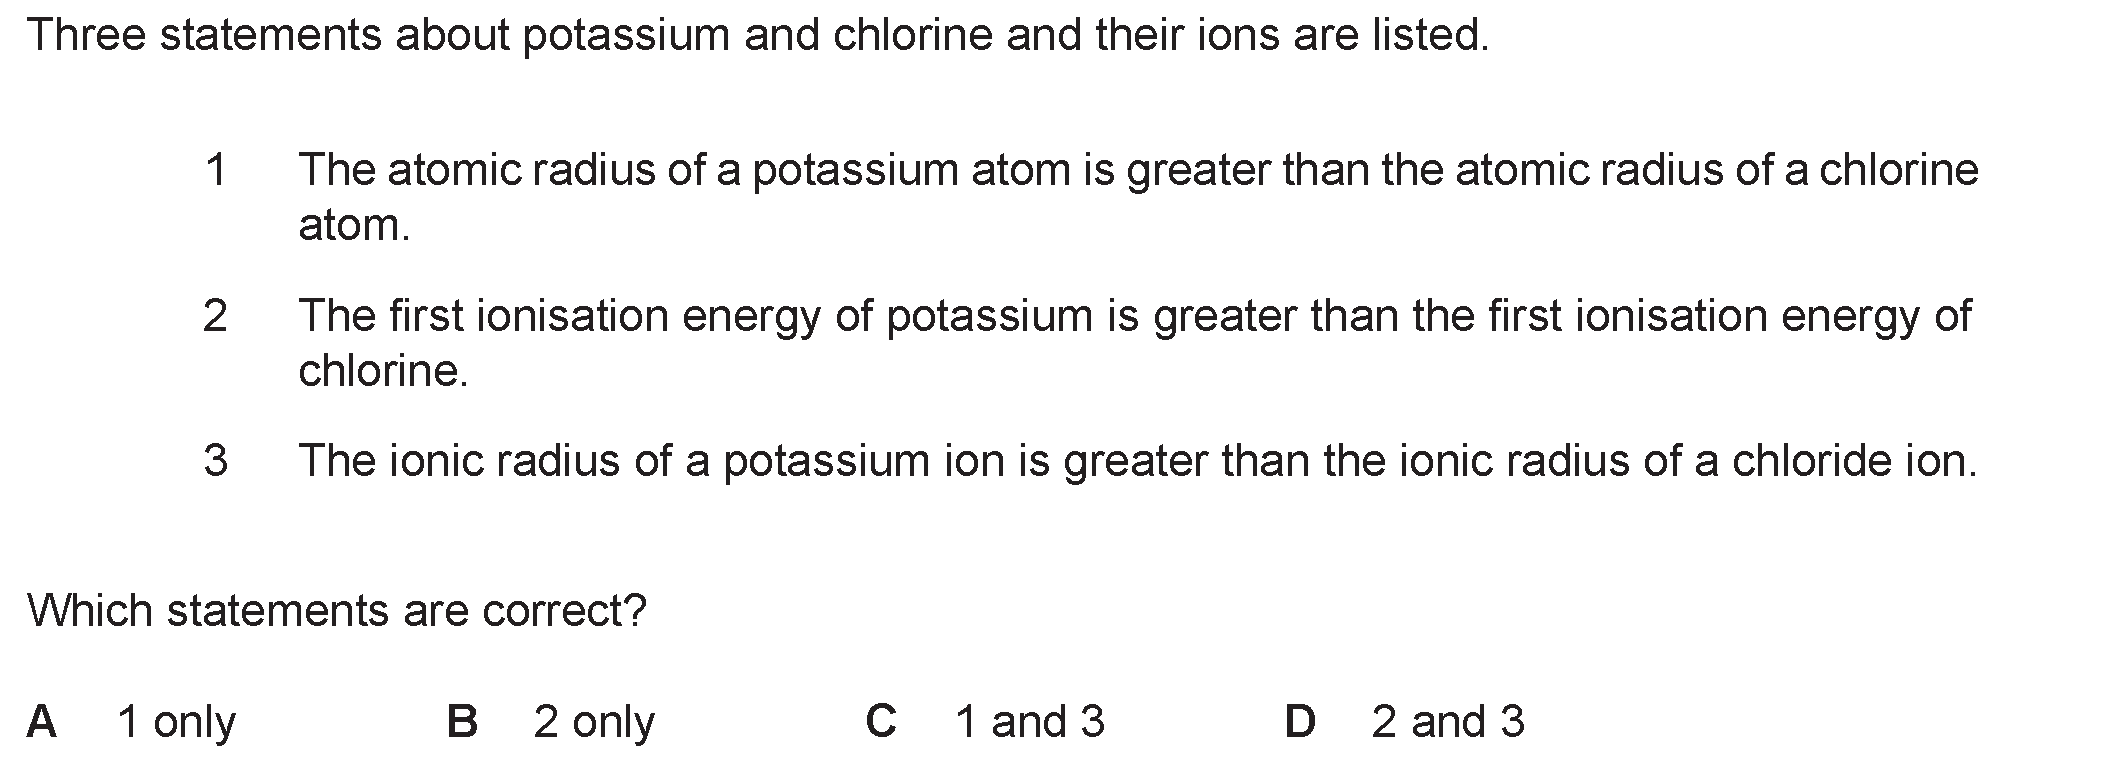 Three statements about potassium and chlorine and their ions are listed.
1 The atomic radius of a potassium atom is greater than the atomic radius of a chlorine
atom.
2 The first ionisation energy of potassium is greater than the first ionisation energy of
chlorine.
3 The ionic radius of a potassium ion is greater than the ionic radius of a chloride ion.
Which statements are correct?
A 1 only B 2 only C 1 and 3 D 2 and 3